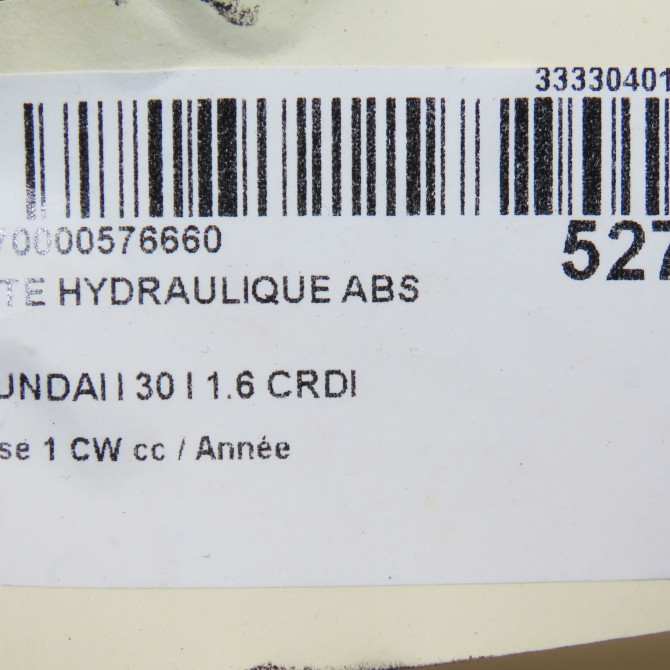 33330401
70000576660
527
TE HYDRAULIQUE ABS
UNDAI I 30 I 1.6 CRDI
se 1 CW cc / Année